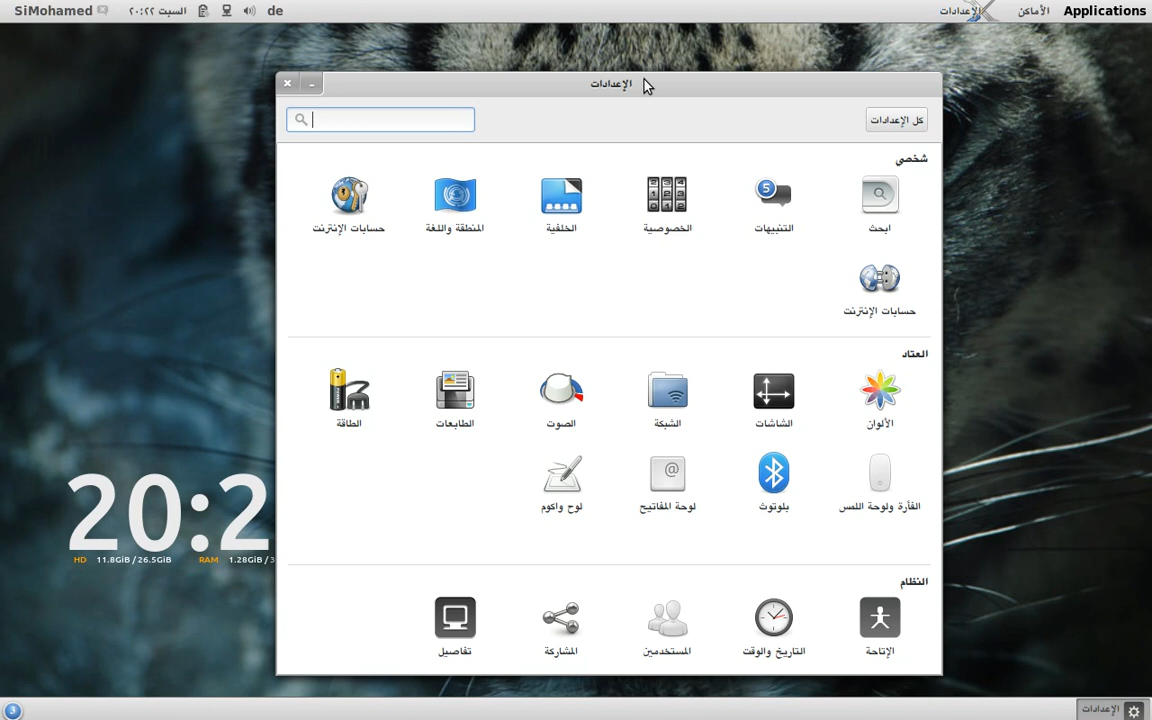 SiMohamed
السبت ٢٠:٢٢
de
الإعدادات
الأماكن
Applications
الإعدادات
كل الإعدادات
شخصي
ابحث
التنبيهات
الخصوصية
الخلفية
المنطقة واللغة
حسابات الإنترنت
حسابات الإنترنت
العتاد
الألوان
الشاشات
الشبكة
الصوت
الطابعات
الطاقة
الفأرة ولوحة اللمس
بلوتوث
لوحة المفاتيح
لوح واكوم
النظام
الإتاحة
التاريخ والوقت
المستخدمين
المشاركة
تفاصيل
20:2
HD 11.8GiB / 26.5GiB RAM 1.28GiB / 3
3
الإعدادات